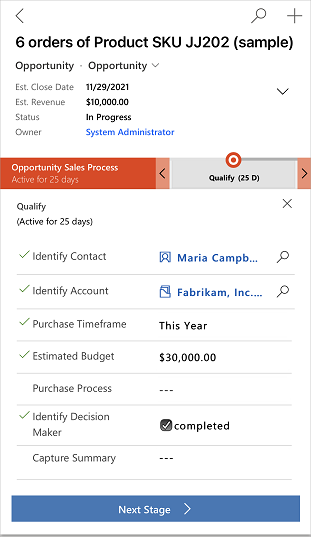 6 orders of Product SKU JJ202 (sample)
Opportunity · Opportunity
Est. Close Date 11/29/2021
Est. Revenue $10,000.00
Status In Progress
Owner System Administrator
Opportunity Sales Process
Active for 25 days
Qualify (25 D)
Qualify
(Active for 25 days)
Identify Contact Maria Campb...
Identify Account Fabrikam, Inc....
Purchase Timeframe This Year
Estimated Budget $30,000.00
Purchase Process ---
Identify Decision
Maker
completed
Capture Summary ---
Next Stage